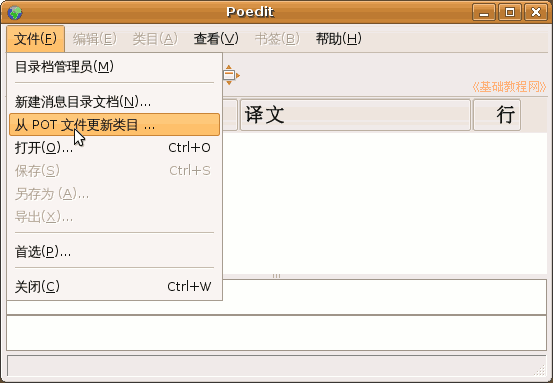 Poedit
文件(F) 编辑(E) 类目(A) 查看(V) 书签(B) 帮助(H)
目录档管理员(M)
《基础教程网》
新建消息目录文档(N)...
从 POT 文件更新类目 ...
译文 行
打开(O)... Ctrl+O
保存(S) Ctrl+S
另存为 (A)...
导出(X)...
首选(P)...
关闭(C) Ctrl+W